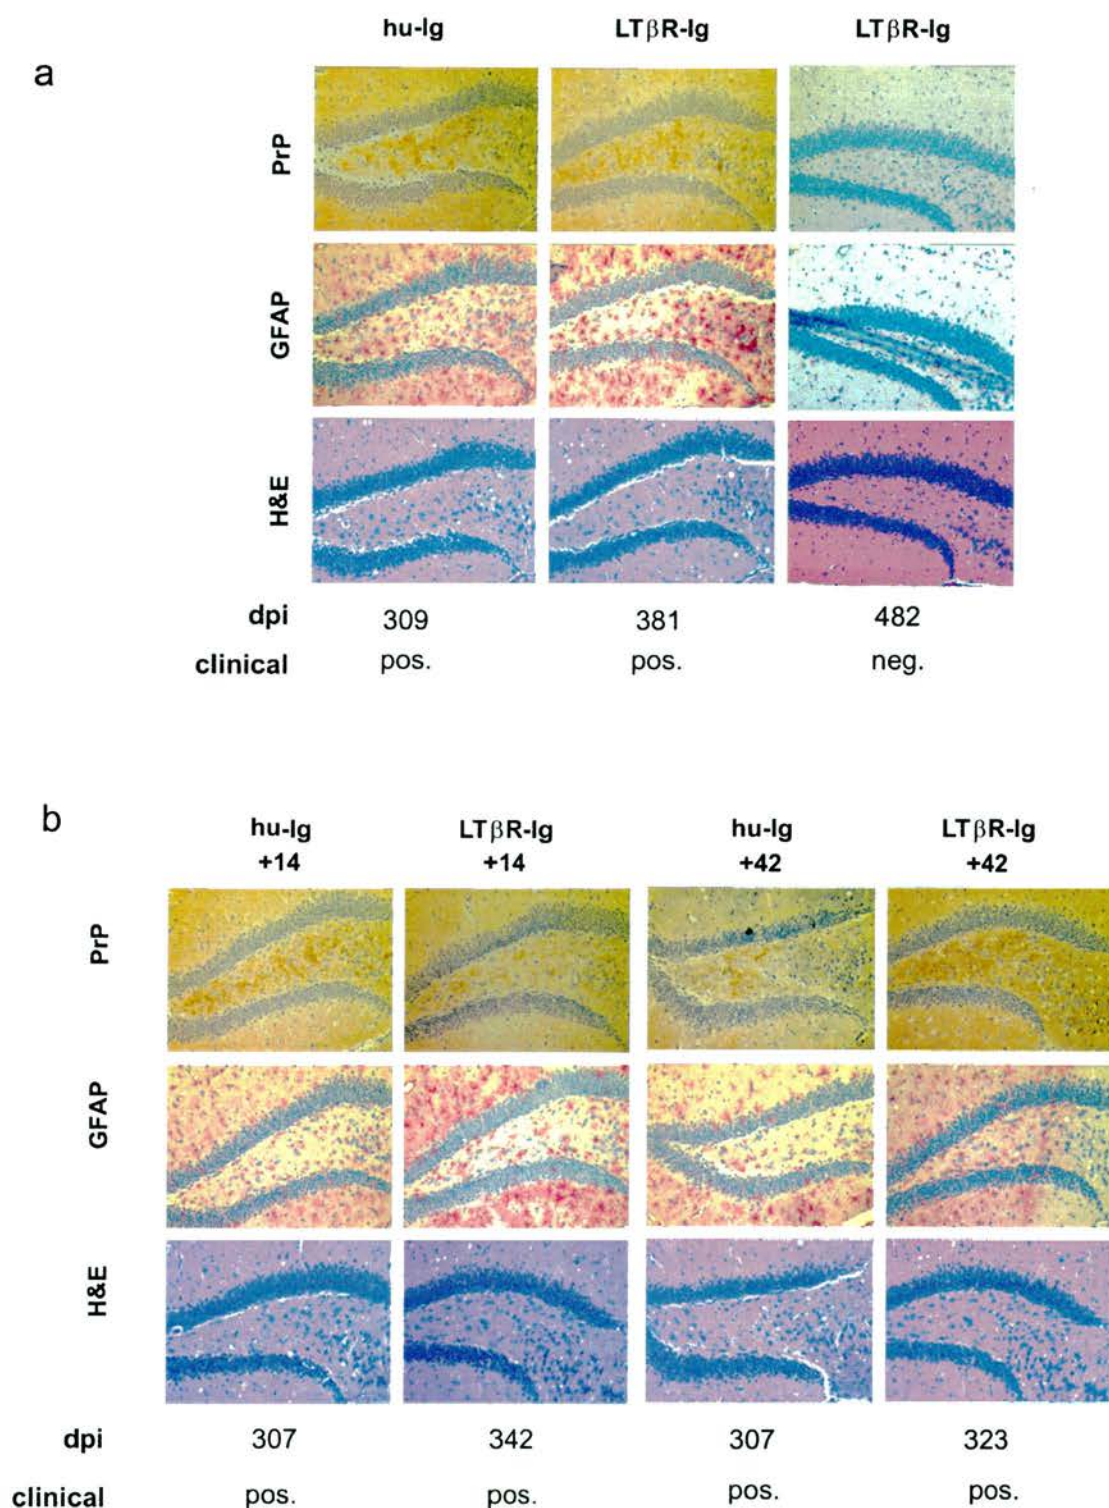 a
hu-Ig LTβR-Ig LTβR-Ig
PrP
GFAP
H&E
dpi 309 381 482
clinical pos. pos. neg.
b
hu-Ig LTβR-Ig hu-Ig LTβR-Ig
+14 +14 +42 +42
PrP
GFAP
H&E
dpi 307 342 307 323
clinical pos. pos. pos. pos.